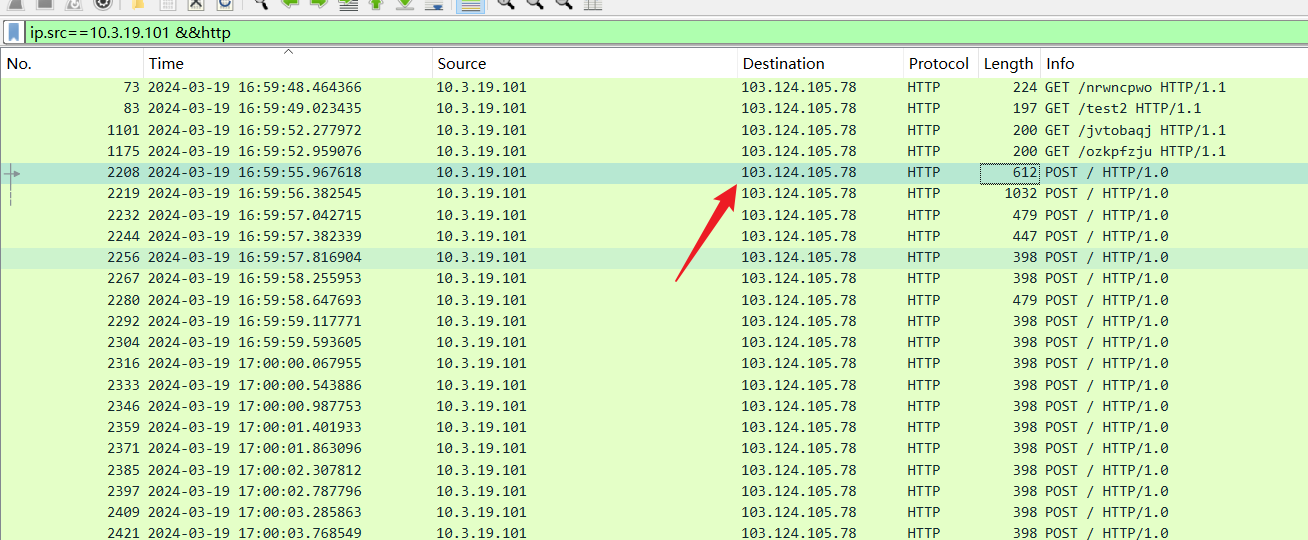 ip.src==10.3.19.101 &&http
No. Time Source Destination Protocol Length Info
73 2024-03-19 16:59:48.464366 10.3.19.101 103.124.105.78 HTTP 224 GET /nrwncpwo HTTP/1.1
83 2024-03-19 16:59:49.023435 10.3.19.101 103.124.105.78 HTTP 197 GET /test2 HTTP/1.1
1101 2024-03-19 16:59:52.277972 10.3.19.101 103.124.105.78 HTTP 200 GET /jvtobaqj HTTP/1.1
1175 2024-03-19 16:59:52.959076 10.3.19.101 103.124.105.78 HTTP 200 GET /ozkpfzju HTTP/1.1
2208 2024-03-19 16:59:55.967618 10.3.19.101 103.124.105.78 HTTP 612 POST / HTTP/1.0
2219 2024-03-19 16:59:56.382545 10.3.19.101 103.124.105.78 HTTP 1032 POST / HTTP/1.0
2232 2024-03-19 16:59:57.042715 10.3.19.101 103.124.105.78 HTTP 479 POST / HTTP/1.0
2244 2024-03-19 16:59:57.382339 10.3.19.101 103.124.105.78 HTTP 447 POST / HTTP/1.0
2256 2024-03-19 16:59:57.816904 10.3.19.101 103.124.105.78 HTTP 398 POST / HTTP/1.0
2267 2024-03-19 16:59:58.255953 10.3.19.101 103.124.105.78 HTTP 398 POST / HTTP/1.0
2280 2024-03-19 16:59:58.647693 10.3.19.101 103.124.105.78 HTTP 479 POST / HTTP/1.0
2292 2024-03-19 16:59:59.117771 10.3.19.101 103.124.105.78 HTTP 398 POST / HTTP/1.0
2304 2024-03-19 16:59:59.593605 10.3.19.101 103.124.105.78 HTTP 398 POST / HTTP/1.0
2316 2024-03-19 17:00:00.067955 10.3.19.101 103.124.105.78 HTTP 398 POST / HTTP/1.0
2333 2024-03-19 17:00:00.543886 10.3.19.101 103.124.105.78 HTTP 398 POST / HTTP/1.0
2346 2024-03-19 17:00:00.987753 10.3.19.101 103.124.105.78 HTTP 398 POST / HTTP/1.0
2359 2024-03-19 17:00:01.401933 10.3.19.101 103.124.105.78 HTTP 398 POST / HTTP/1.0
2371 2024-03-19 17:00:01.863096 10.3.19.101 103.124.105.78 HTTP 398 POST / HTTP/1.0
2385 2024-03-19 17:00:02.307812 10.3.19.101 103.124.105.78 HTTP 398 POST / HTTP/1.0
2397 2024-03-19 17:00:02.787796 10.3.19.101 103.124.105.78 HTTP 398 POST / HTTP/1.0
2409 2024-03-19 17:00:03.285863 10.3.19.101 103.124.105.78 HTTP 398 POST / HTTP/1.0
2421 2024-03-19 17:00:03.768549 10.3.19.101 103.124.105.78 HTTP 398 POST / HTTP/1.0